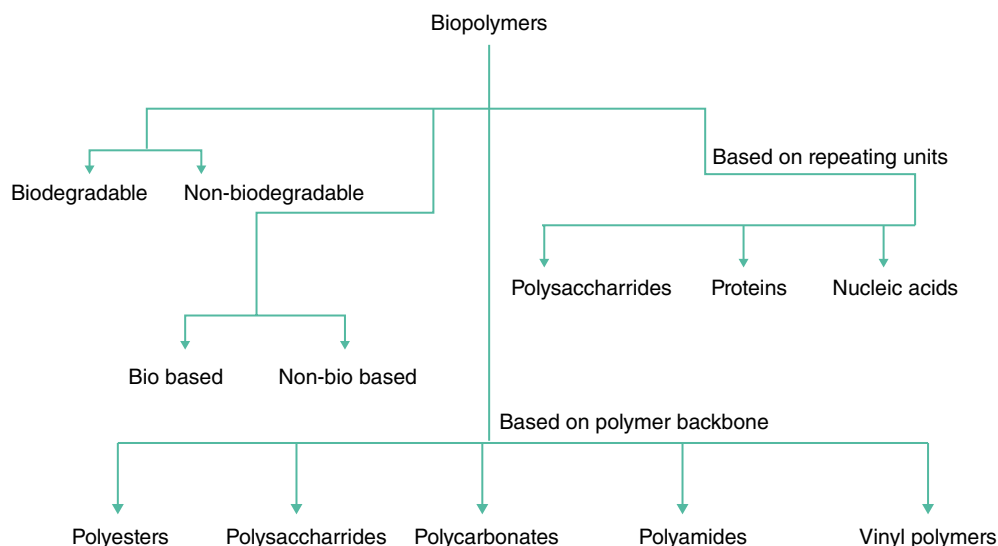 Biopolymers
Based on repeating units
Biodegradable
Non-biodegradable
Polysaccharrides
Proteins
Nucleic acids
Bio based
Non-bio based
Based on polymer backbone
Polyesters
Polysaccharrides
Polycarbonates
Polyamides
Vinyl polymers